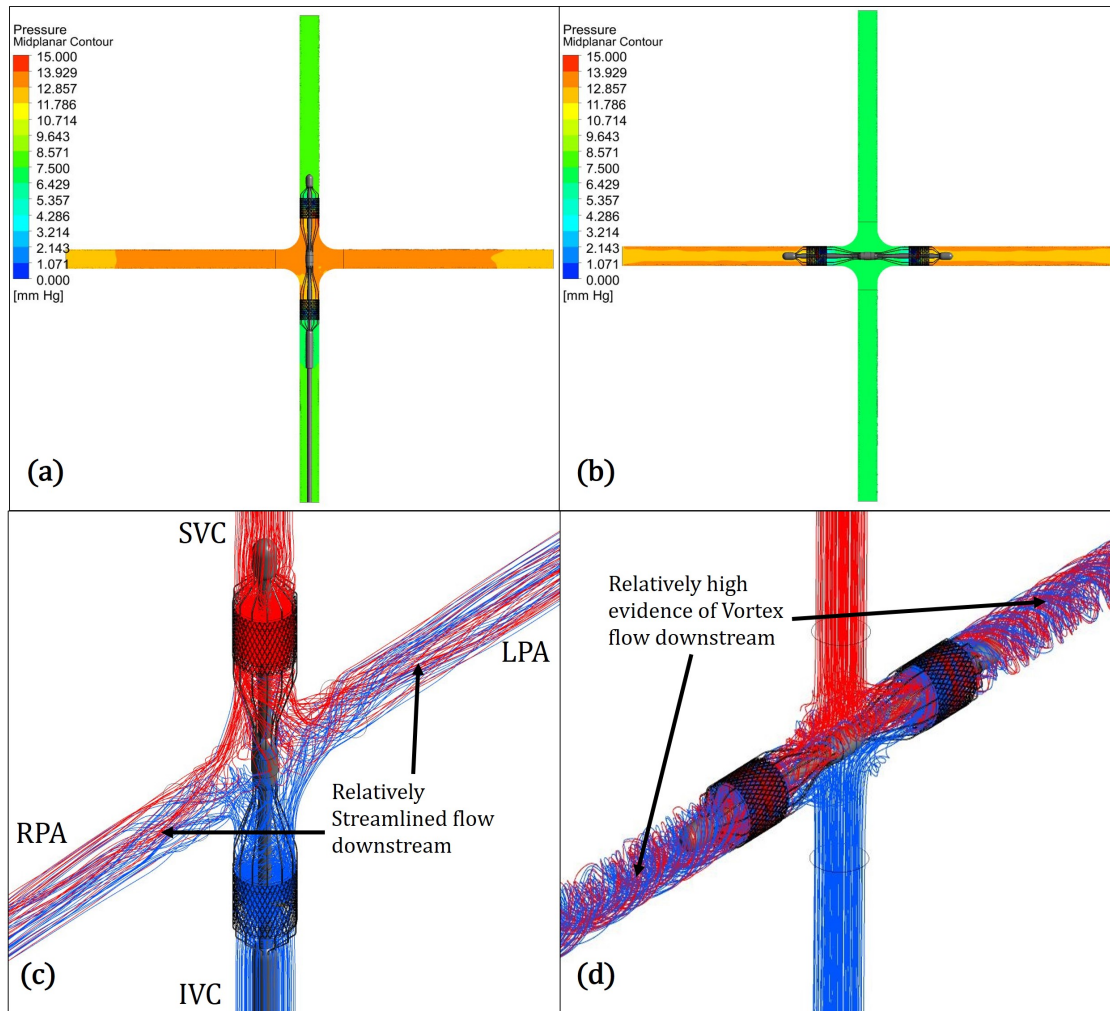 Pressure
Midplanar Contour
15.000
13.929
12.857
11.786
10.714
9.643
8.571
7.500
6.429
5.357
4.286
3.214
2.143
1.071
0.000
[mm Hg]
(a)
Pressure
Midplanar Contour
15.000
13.929
12.857
11.786
10.714
9.643
8.571
7.500
6.429
5.357
4.286
3.214
2.143
1.071
0.000
[mm Hg]
(b)
SVC
LPA
RPA
Relatively
Streamlined flow
downstream
IVC
(c)
Relatively high
evidence of Vortex
flow downstream
(d)